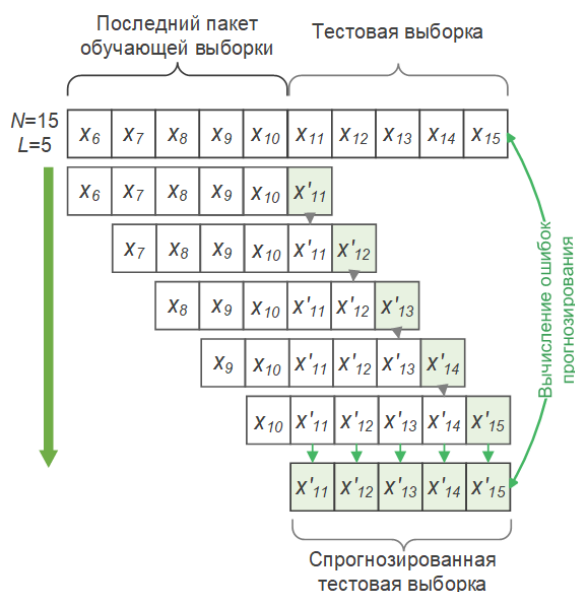 Последний пакет
обучающей выборки
Тестовая выборка
N=15
L=5
x6 x7 x8 x9 x10 x11 x12 x13 x14 x15
x6 x7 x8 x9 x10 x'11
x7 x8 x9 x10 x'11 x'12
x8 x9 x10 x'11 x'12 x'13
x9 x10 x'11 x'12 x'13 x'14
x10 x'11 x'12 x'13 x'14 x'15
x'11 x'12 x'13 x'14 x'15
Вычисление ошибок
прогнозирования
Спрогнозированная
тестовая выборка